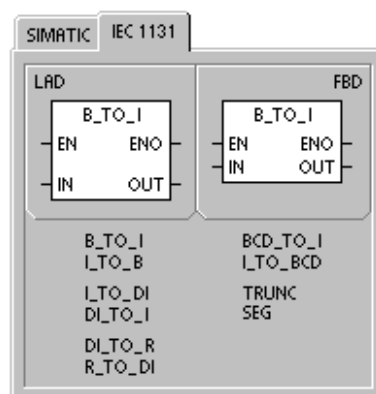 SIMATIC IEC 1131
LAD FBD
B_TO_I B_TO_I
EN ENO EN ENO
IN OUT IN OUT
B_TO_I BCD_TO_I
I_TO_B I_TO_BCD
I_TO_DI TRUNC
DI_TO_I SEG
DI_TO_R
R_TO_DI